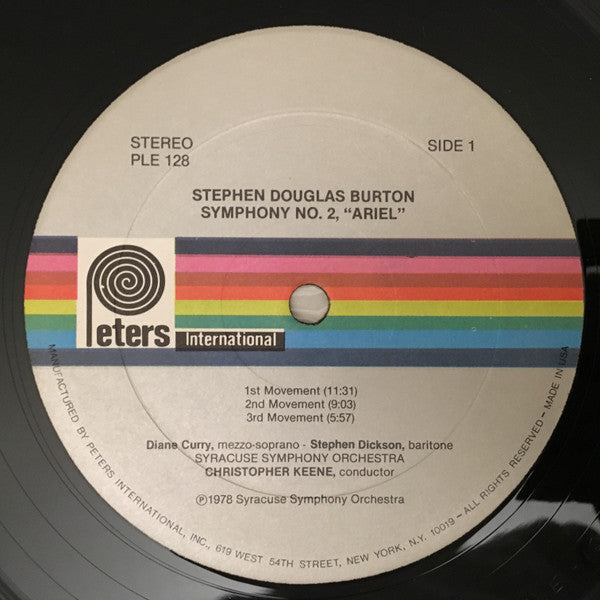 STEREO
PLE 128
SIDE 1
STEPHEN DOUGLAS BURTON
SYMPHONY NO. 2, “ARIEL”
Peters
International
1st Movement (11:31)
2nd Movement (9:03)
3rd Movement (5:57)
Diane Curry, mezzo-soprano - Stephen Dickson, baritone
SYRACUSE SYMPHONY ORCHESTRA
CHRISTOPHER KEENE, conductor
Ⓟ1978 Syracuse Symphony Orchestra
MANUFACTURED BY PETERS INTERNATIONAL, INC., 619 WEST 54TH STREET, NEW YORK, N.Y. 10019 – ALL RIGHTS RESERVED – MADE IN USA